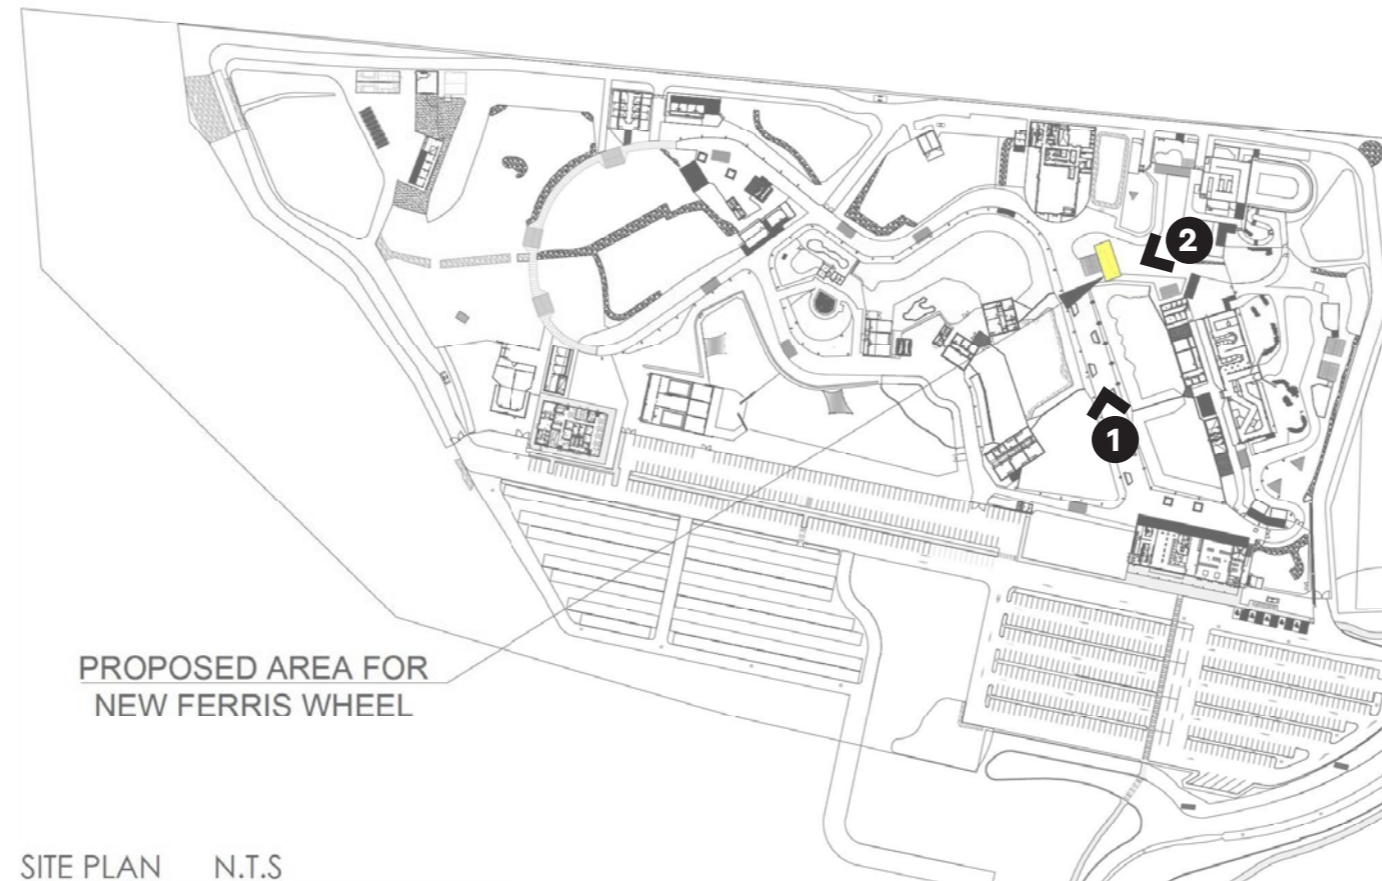 2
1
PROPOSED AREA FOR
NEW FERRIS WHEEL
SITE PLAN N.T.S